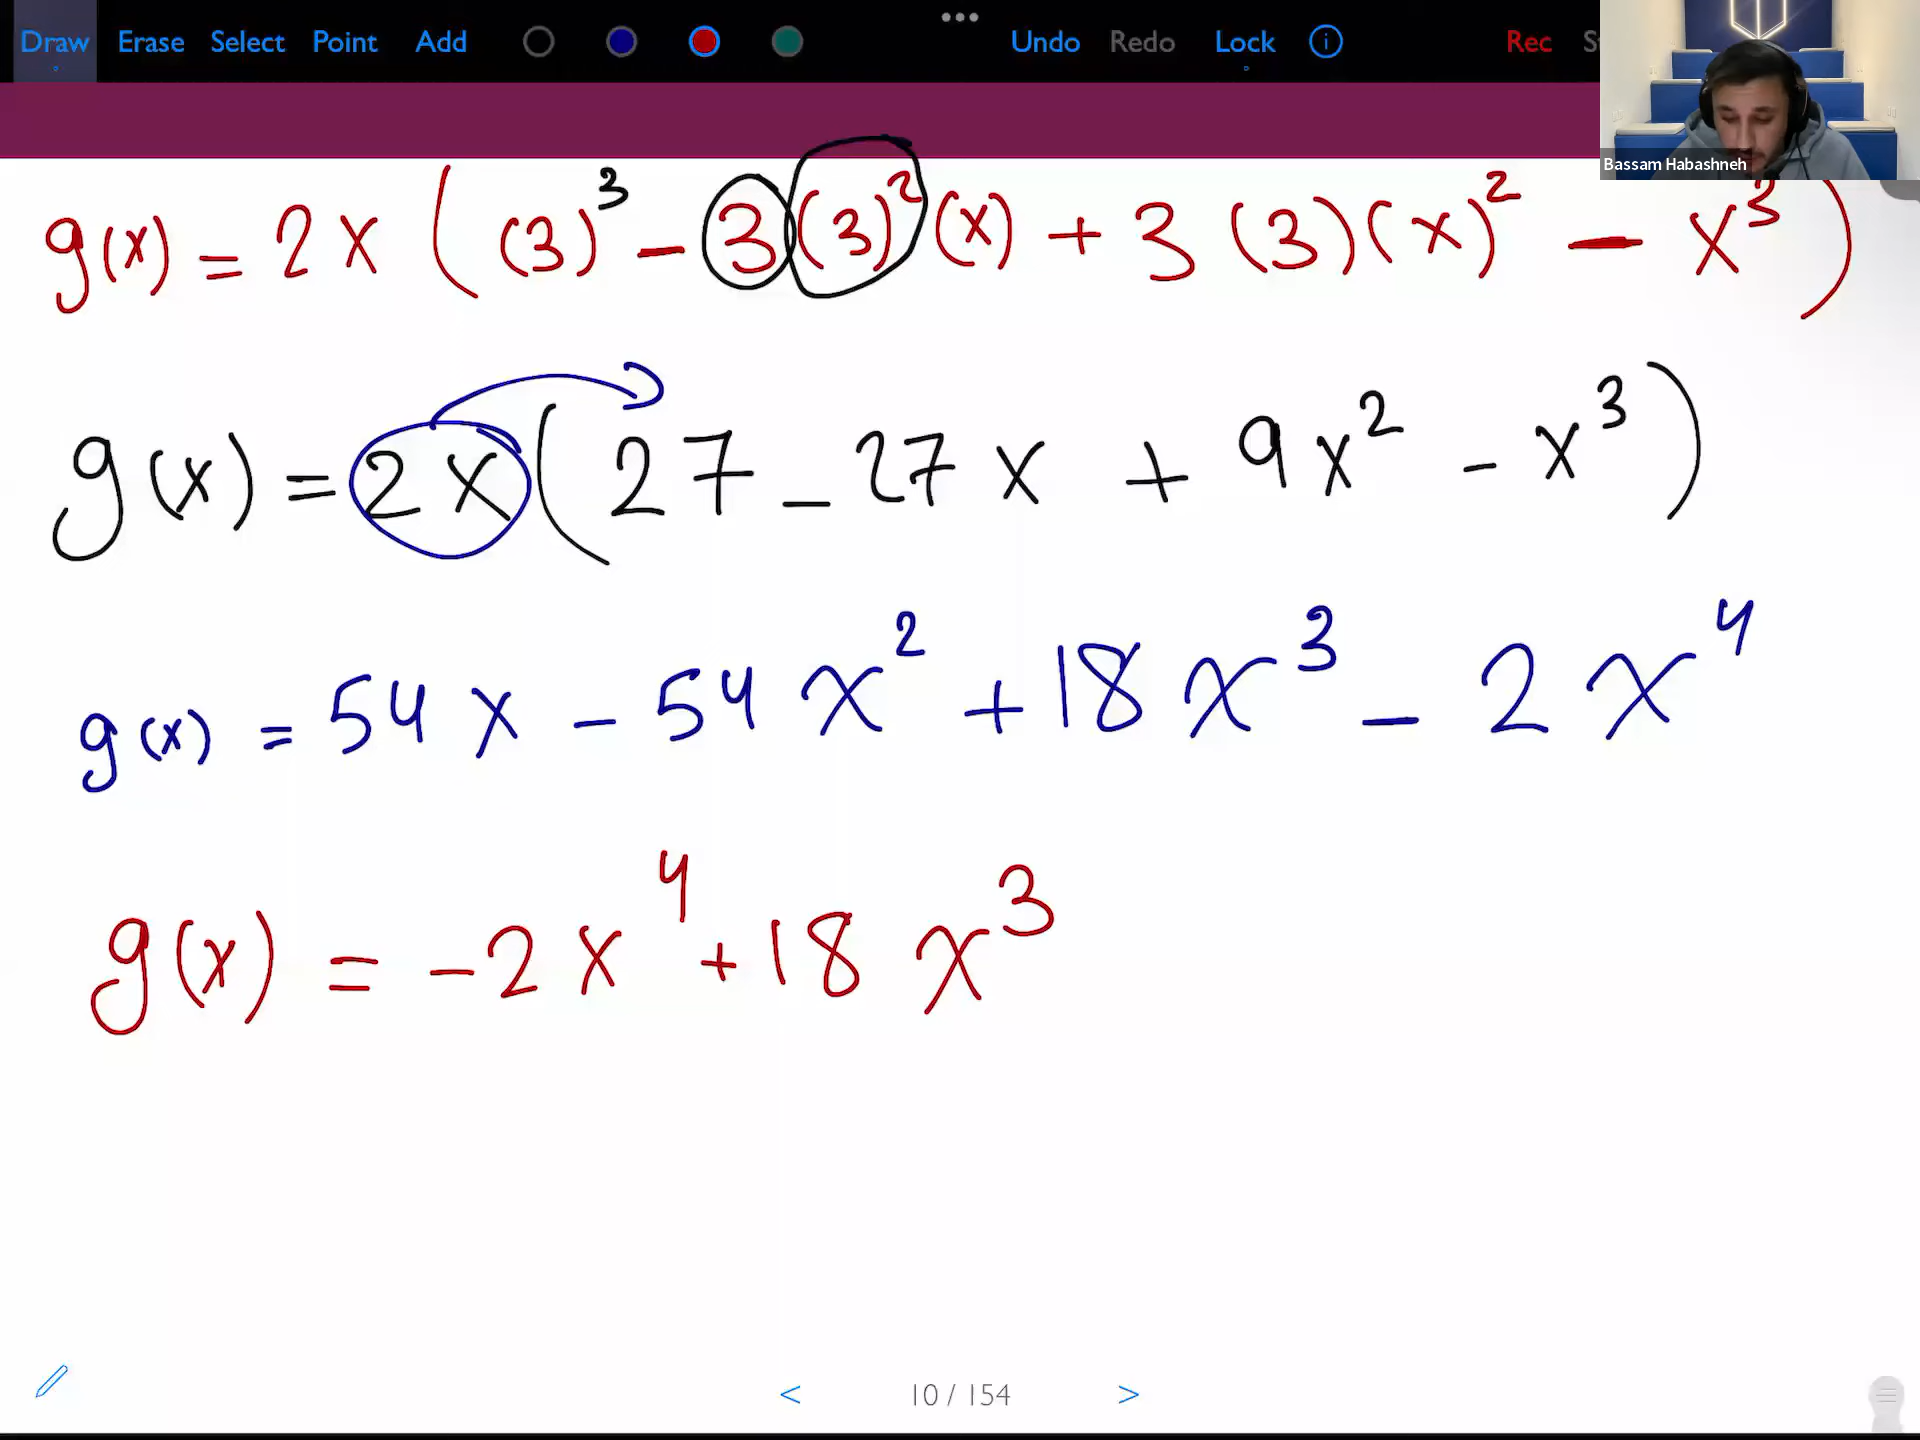 Draw Erase Select Point Add Undo Redo Lock Rec
Bassam Habashneh
g(x) = 2x ( (3)³ - 3(3)²(x) + 3 (3)(x)² - x³ )
g(x) = 2x ( 27 - 27x + 9x² - x³ )
g(x) = 54x - 54x² + 18x³ - 2x⁴
g(x) = -2x⁴ + 18x³
< 10 / 154 >